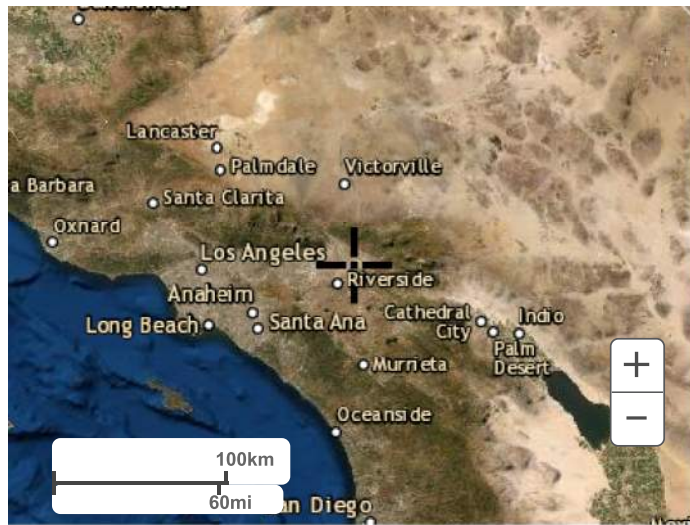 Lancaster
Palmdale
Victorville
a Barbara
Santa Clarita
Oxnard
Los Angeles
Riverside
Anaheim
Cathedral
City
Indio
Long Beach
Santa Ana
Palm
Desert
Murrieta
Oceanside
+
−
100km
60mi
an Diego